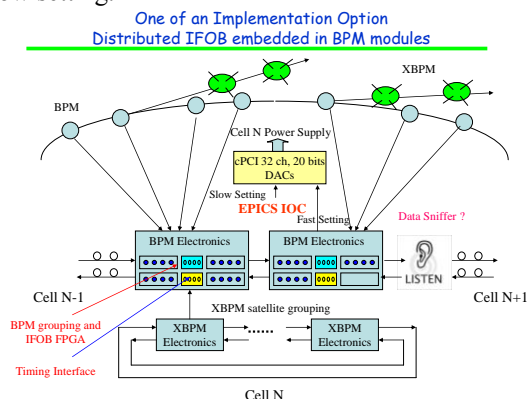 One of an Implementation Option
Distributed IFOB embedded in BPM modules
XBPM
BPM
Cell N Power Supply
cPCI 32 ch, 20 bits
DACs
Slow Setting
EPICS IOC
Fast Setting
Data Sniffer ?
BPM Electronics
BPM Electronics
LISTEN
Cell N-1
Cell N+1
XBPM satellite grouping
BPM grouping and
IFOB FPGA
XBPM
Electronics
......
XBPM
Electronics
Timing Interface
Cell N